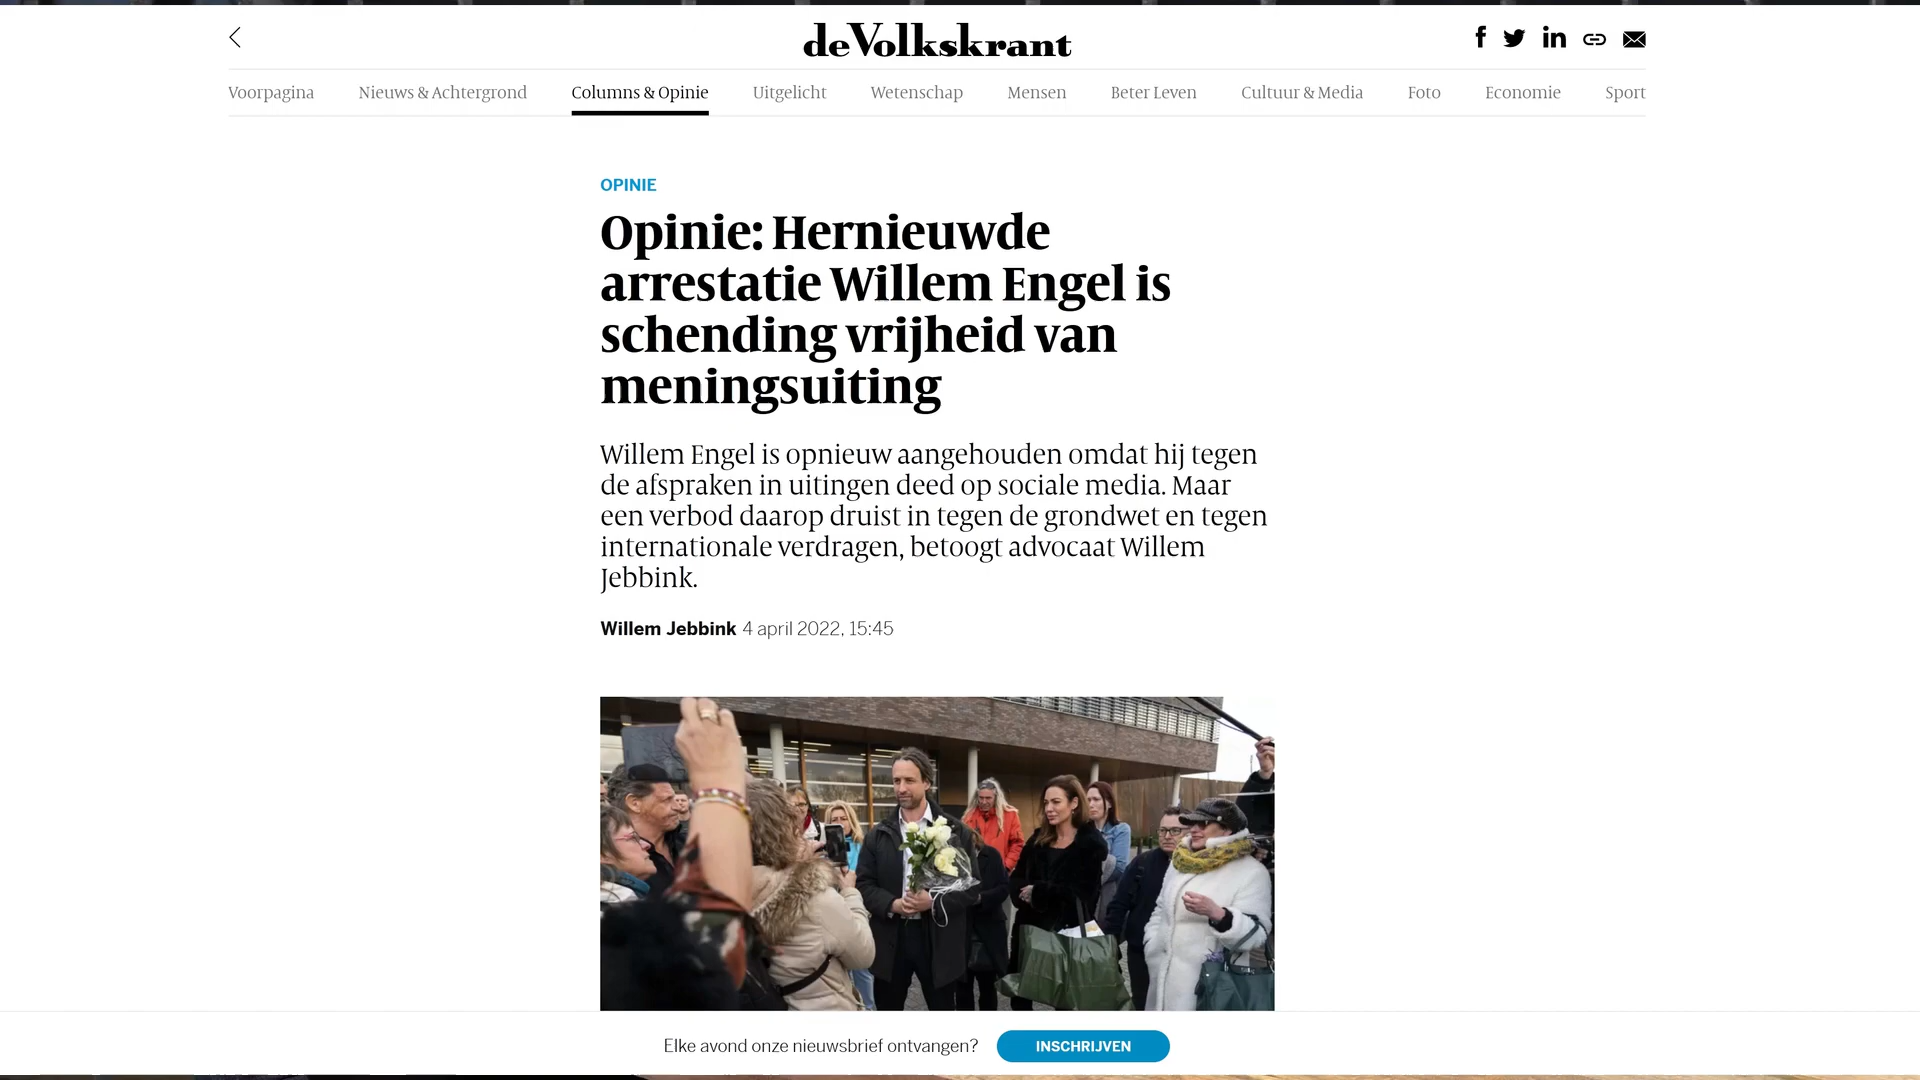 deVolkskrant
Voorpagina Nieuws & Achtergrond Columns & Opinie Uitgelicht Wetenschap Mensen Beter Leven Cultuur & Media Foto Economie Sport
OPINIE
Opinie: Hernieuwde
arrestatie Willem Engel is
schending vrijheid van
meningsuiting
Willem Engel is opnieuw aangehouden omdat hij tegen
de afspraken in uitingen deed op sociale media. Maar
een verbod daarop druist in tegen de grondwet en tegen
internationale verdragen, betoogt advocaat Willem
Jebbink.
Willem Jebbink 4 april 2022, 15:45
Elke avond onze nieuwsbrief ontvangen? INSCHRIJVEN